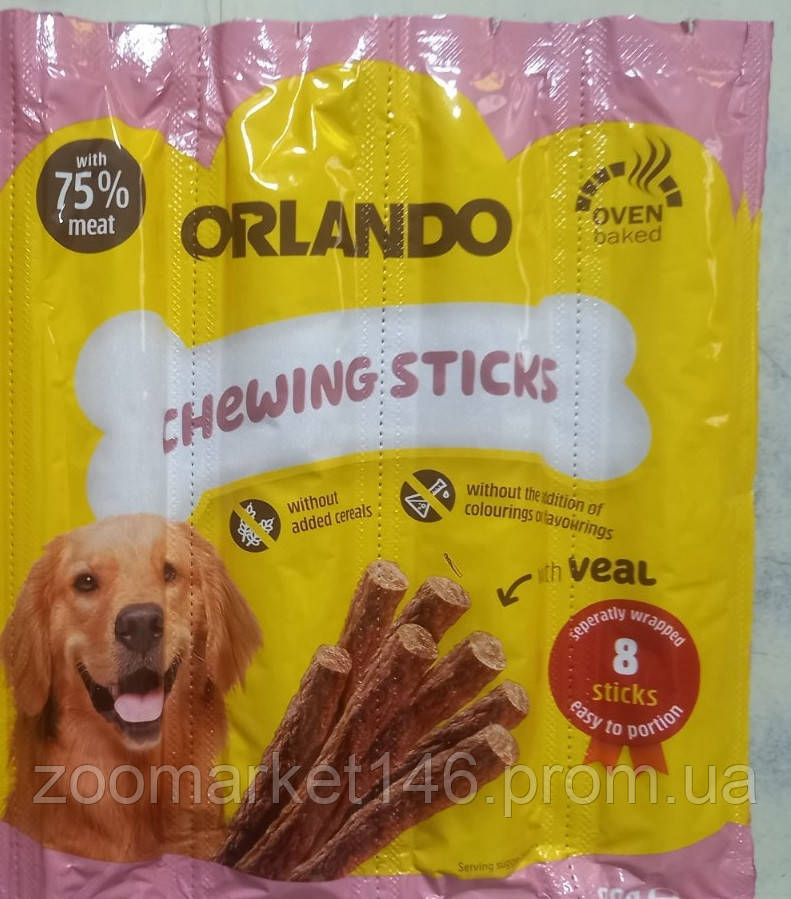 with
75%
meat
ORLANDO
OVEN
baked
CHEWING STICKS
without
added cereals
without the addition of
colourings or flavourings
with VEAL
seperatly wrapped
8
sticks
easy to portion
zoomarket146.prom.ua
Serving